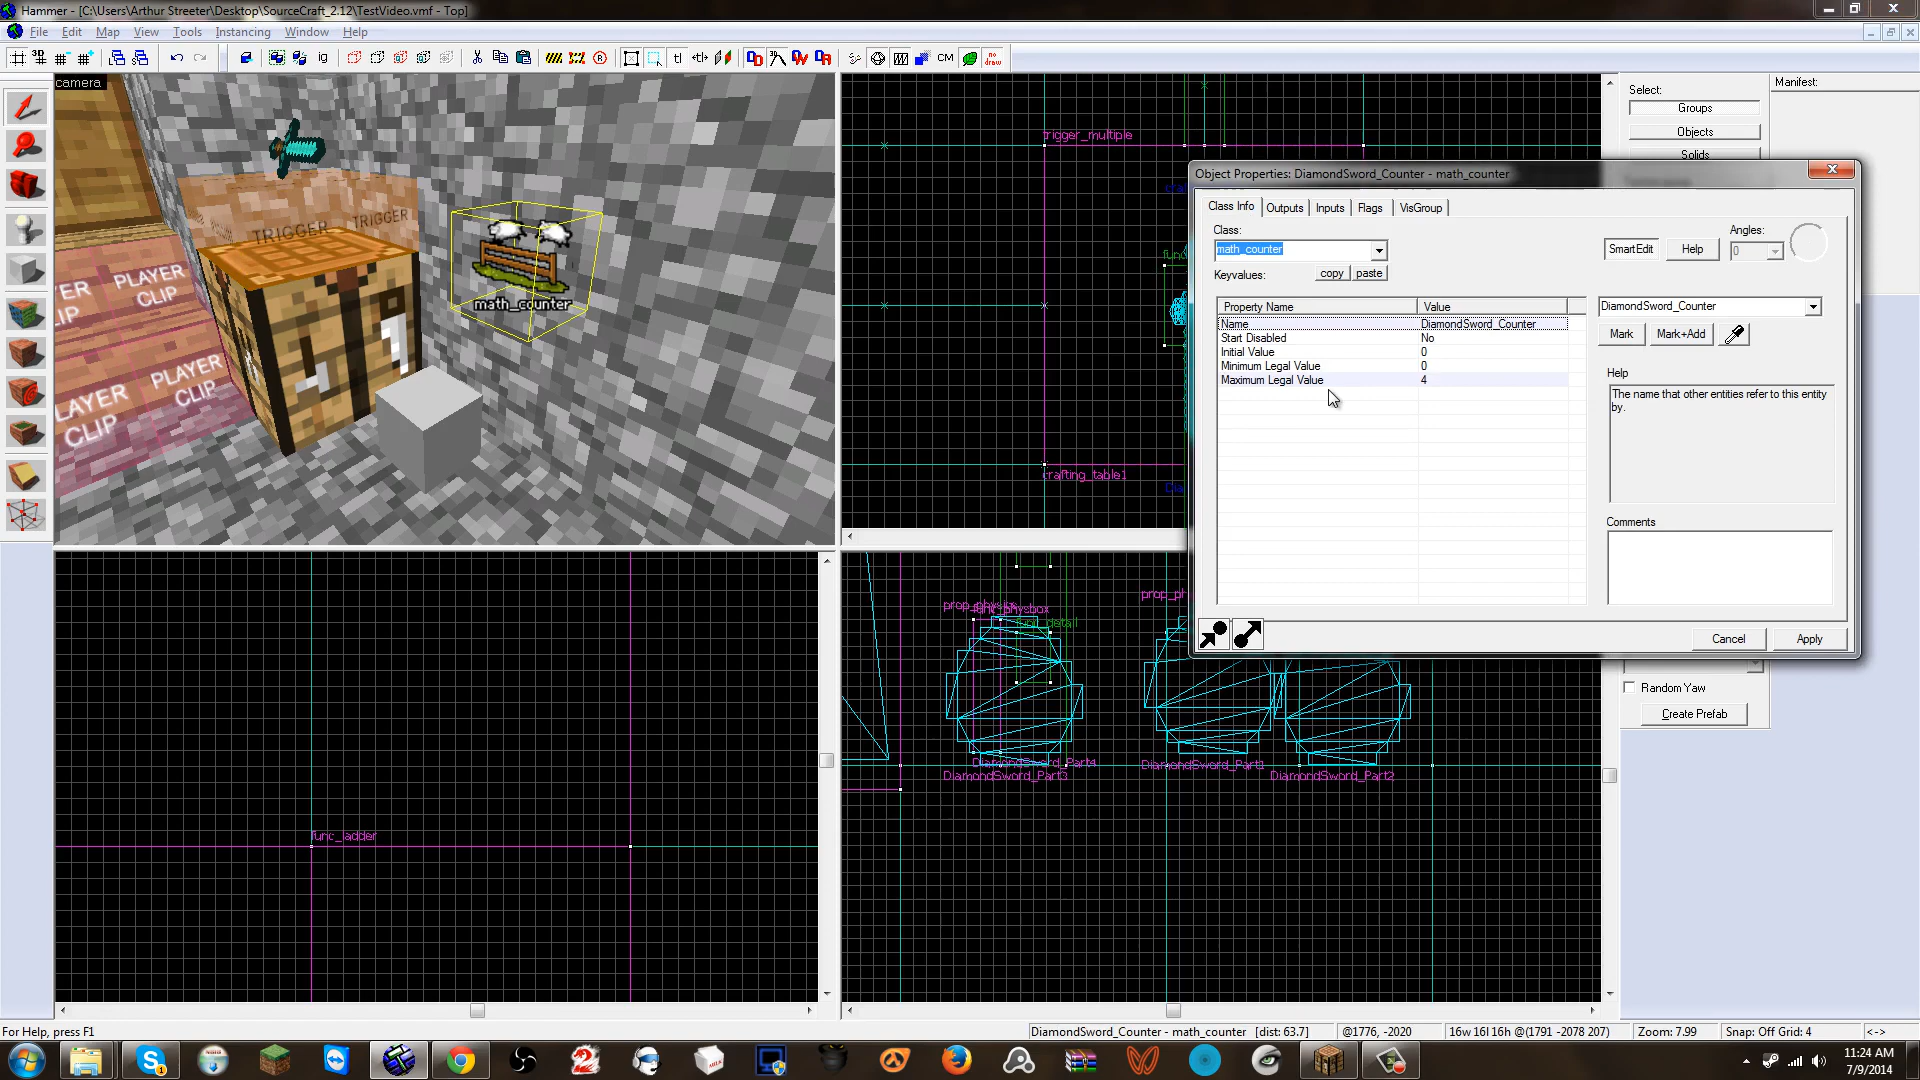 Hammer - [C:\Users\Arthur Streeter\Desktop\SourceCraft_2.12\TestVideo.vmf - Top]
File Edit Map View Tools Instancing Window Help
camera
TRIGGER TRIGGER
PLAYER CLIP
PLAYER CLIP
math_counter
trigger_multiple
crafting_table1
Select:
Groups
Objects
Solids
Manifest:
Object Properties: DiamondSword_Counter - math_counter
Class Info Outputs Inputs Flags VisGroup
Class:
math_counter
Keyvalues: copy paste
SmartEdit Help
Angles:
0
Property Name Value
Name DiamondSword_Counter
Start Disabled No
Initial Value 0
Minimum Legal Value 0
Maximum Legal Value 4
DiamondSword_Counter
Mark Mark+Add
Help
The name that other entities refer to this entity
by.
Comments
Cancel Apply
Random Yaw
Create Prefab
func_ladder
func_detail
DiamondSword_Part4
DiamondSword_Part3
DiamondSword_Part1
DiamondSword_Part2
For Help, press F1
DiamondSword_Counter - math_counter [dist: 63.7]
@1776, -2020
16w 16l 16h @(1791 -2078 207)
Zoom: 7.99
Snap: Off Grid: 4
<->
11:24 AM
7/9/2014